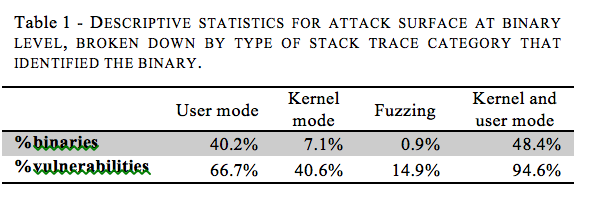 Table 1 - DESCRIPTIVE STATISTICS FOR ATTACK SURFACE AT BINARY
LEVEL, BROKEN DOWN BY TYPE OF STACK TRACE CATEGORY THAT
IDENTIFIED THE BINARY.
User mode Kernel mode Fuzzing Kernel and user mode
%binaries 40.2% 7.1% 0.9% 48.4%
%vulnerabilities 66.7% 40.6% 14.9% 94.6%